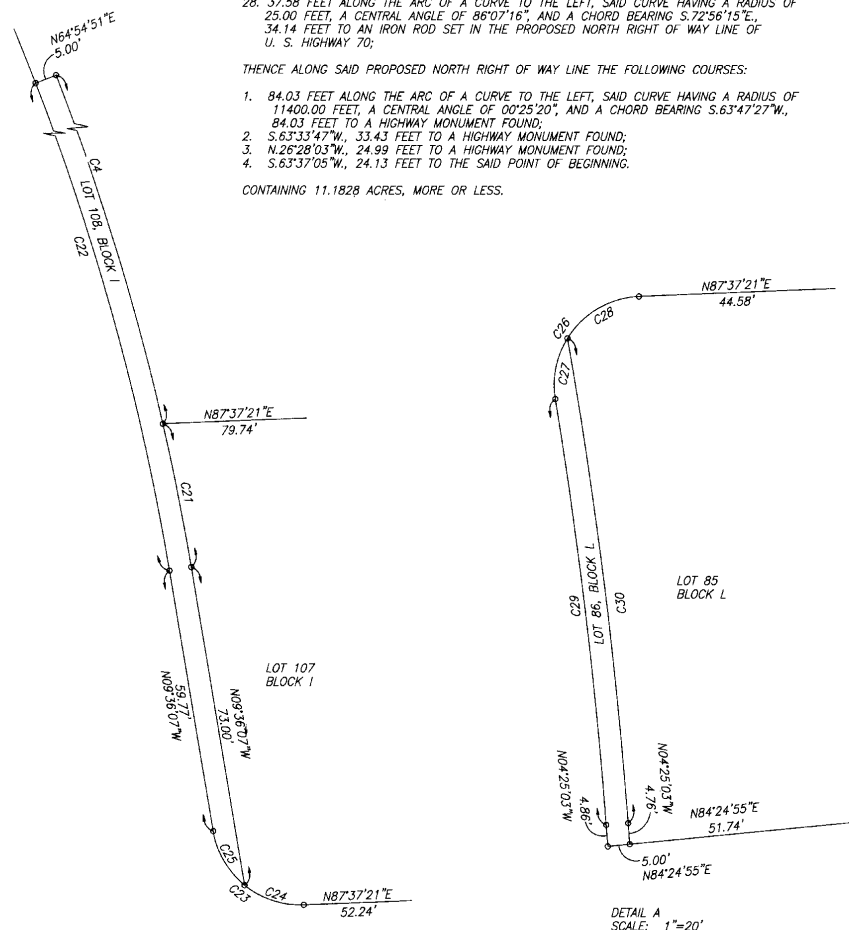 28. 37.58 FEET ALONG THE ARC OF A CURVE TO THE LEFT, SAID CURVE HAVING A RADIUS OF
25.00 FEET, A CENTRAL ANGLE OF 86°07'16", AND A CHORD BEARING S.72°56'15"E.,
34.14 FEET TO AN IRON ROD SET IN THE PROPOSED NORTH RIGHT OF WAY LINE OF
U. S. HIGHWAY 70;
THENCE ALONG SAID PROPOSED NORTH RIGHT OF WAY LINE THE FOLLOWING COURSES:
1. 84.03 FEET ALONG THE ARC OF A CURVE TO THE LEFT, SAID CURVE HAVING A RADIUS OF
11400.00 FEET, A CENTRAL ANGLE OF 00°25'20", AND A CHORD BEARING S.63°47'27"W.,
84.03 FEET TO A HIGHWAY MONUMENT FOUND;
2. S.63°33'47"W., 33.43 FEET TO A HIGHWAY MONUMENT FOUND;
3. N.26°28'03"W., 24.99 FEET TO A HIGHWAY MONUMENT FOUND;
4. S.63°37'05"W., 24.13 FEET TO THE SAID POINT OF BEGINNING.
CONTAINING 11.1828 ACRES, MORE OR LESS.
N64°54'51"E
5.00'
C4
LOT 108, BLOCK I
C22
N87°37'21"E
79.74'
C21
LOT 107
BLOCK I
59.77'
N09°36'07"W
N09°36'07"W
73.00'
C25
C23
C24
N87°37'21"E
52.24'
N87°37'21"E
44.58'
C26
C28
C27
LOT 85
BLOCK L
C29
LOT 86, BLOCK L
C30
N04°25'03"W
4.86'
N04°25'03"W
4.76'
N84°24'55"E
51.74'
5.00'
N84°24'55"E
DETAIL A
SCALE: 1"=20'